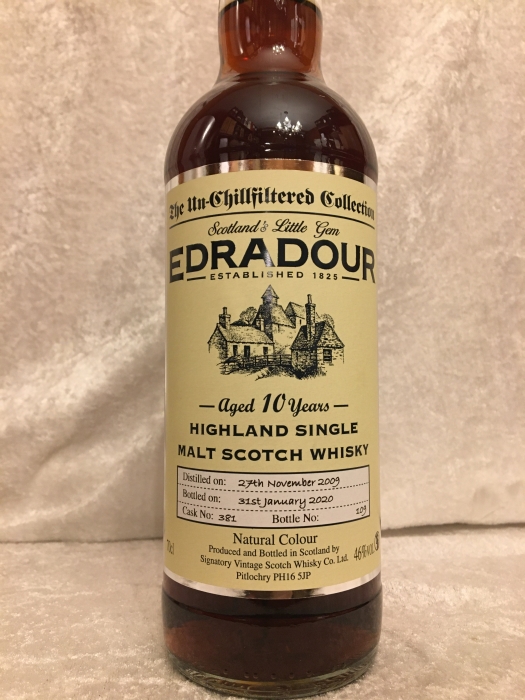 The Un-Chillfiltered Collection
Scotland's Little Gem
EDRADOUR
ESTABLISHED 1825
Aged 10 Years
HIGHLAND SINGLE
MALT SCOTCH WHISKY
Distilled on: 27th November 2009
Bottled on: 31st January 2020
Cask No: 381 Bottle No: 109
Natural Colour
Produced and Bottled in Scotland by
Signatory Vintage Scotch Whisky Co. Ltd.
Pitlochry PH16 5JP
70cl
46%vol